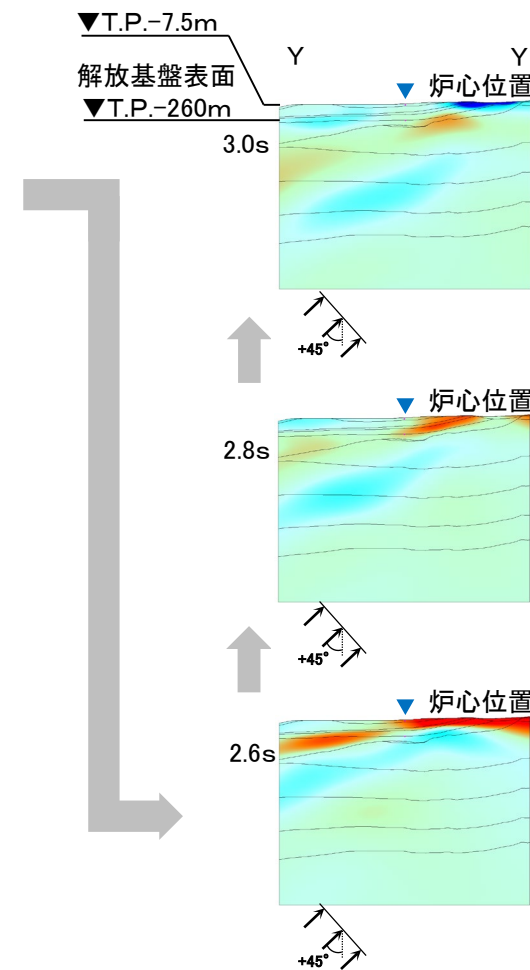 ▼T.P.-7.5m
Y Y
解放基盤表面
▼T.P.-260m
▼ 炉心位置
3.0s
+45°
▼ 炉心位置
2.8s
+45°
▼ 炉心位置
2.6s
+45°